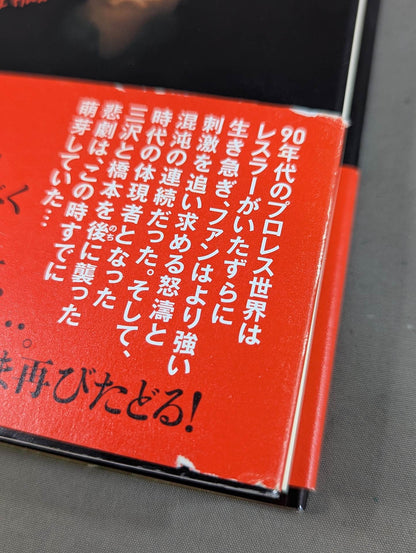 90年代のプロレス世界は
レスラーがいたずらに
生き急ぎ、ファンはより強い
刺激を追い求める怒濤と
混沌の連続だった。そして、
時代の体現者となった
三沢と橋本を後に襲った
のち
悲劇は、この時すでに
萌芽していた…
く
…。
ま再びたどる!